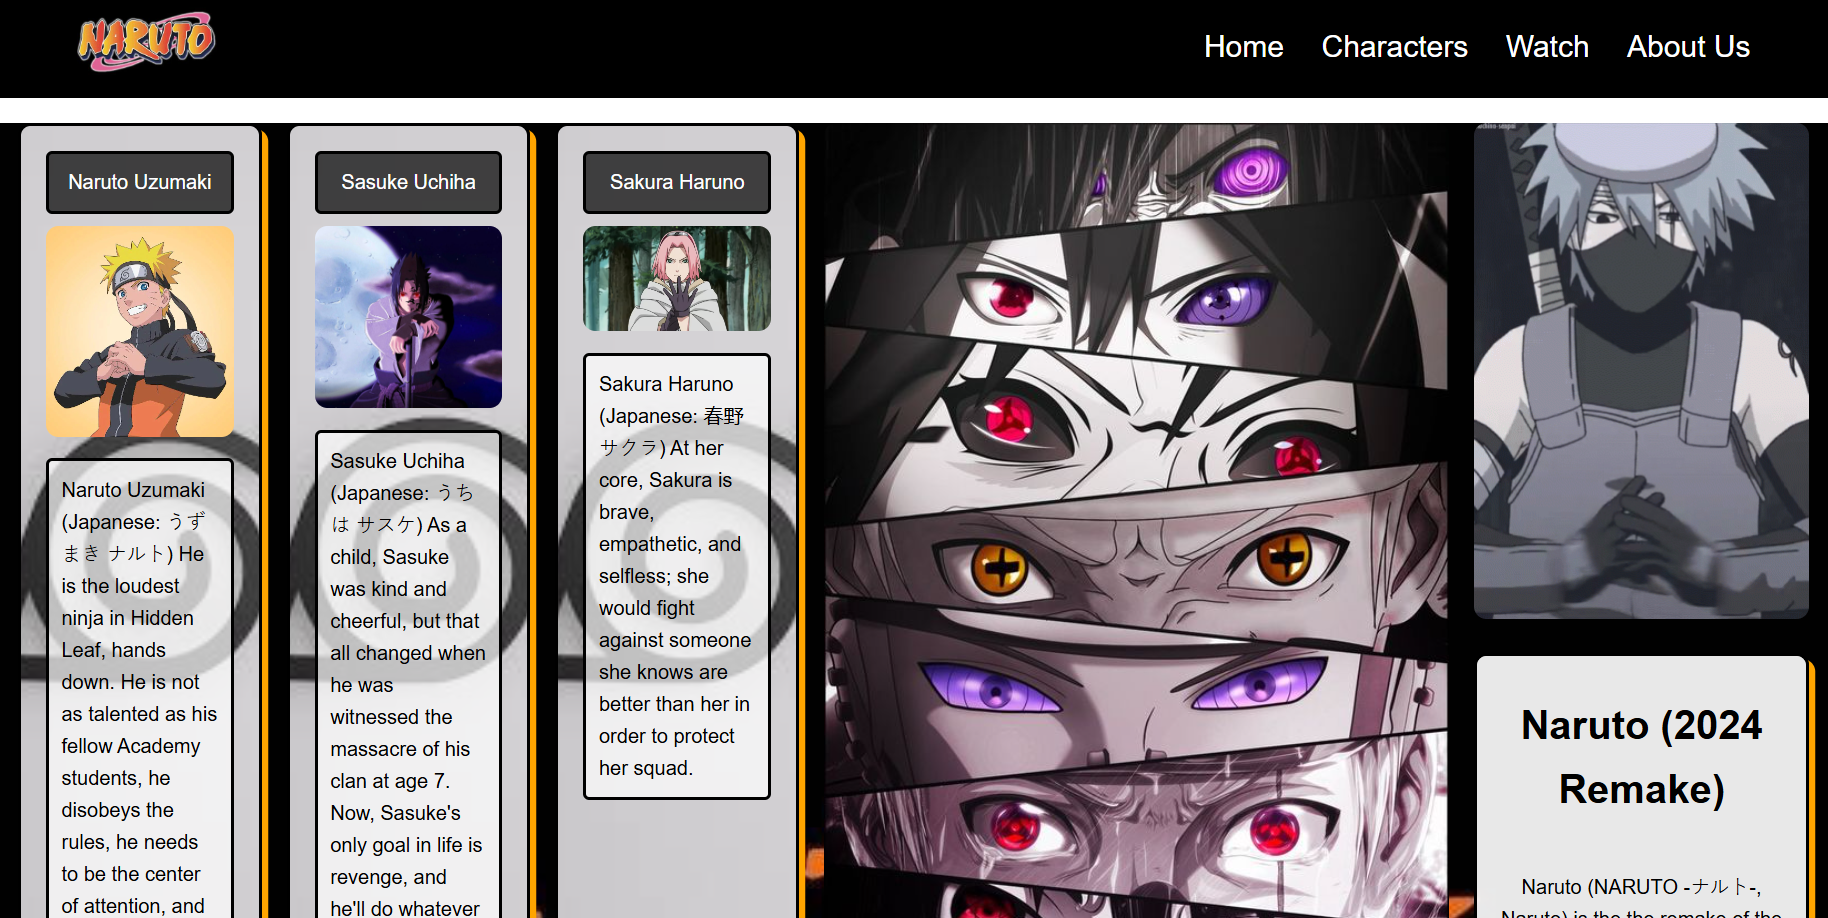 NARUTO
Home
Characters
Watch
About Us
Naruto Uzumaki
Naruto Uzumaki
(Japanese: うず
まき ナルト) He
is the loudest
ninja in Hidden
Leaf, hands
down. He is not
as talented as his
fellow Academy
students, he
disobeys the
rules, he needs
to be the center
of attention, and
Sasuke Uchiha
Sasuke Uchiha
(Japanese: うち
は サスケ) As a
child, Sasuke
was kind and
cheerful, but that
all changed when
he was
witnessed the
massacre of his
clan at age 7.
Now, Sasuke's
only goal in life is
revenge, and
he'll do whatever
Sakura Haruno
Sakura Haruno
(Japanese: 春野
サクラ) At her
core, Sakura is
brave,
empathetic, and
selfless; she
would fight
against someone
she knows are
better than her in
order to protect
her squad.
Naruto (2024
Remake)
Naruto (NARUTO -ナルト-,
Naruto) is the the remake of the